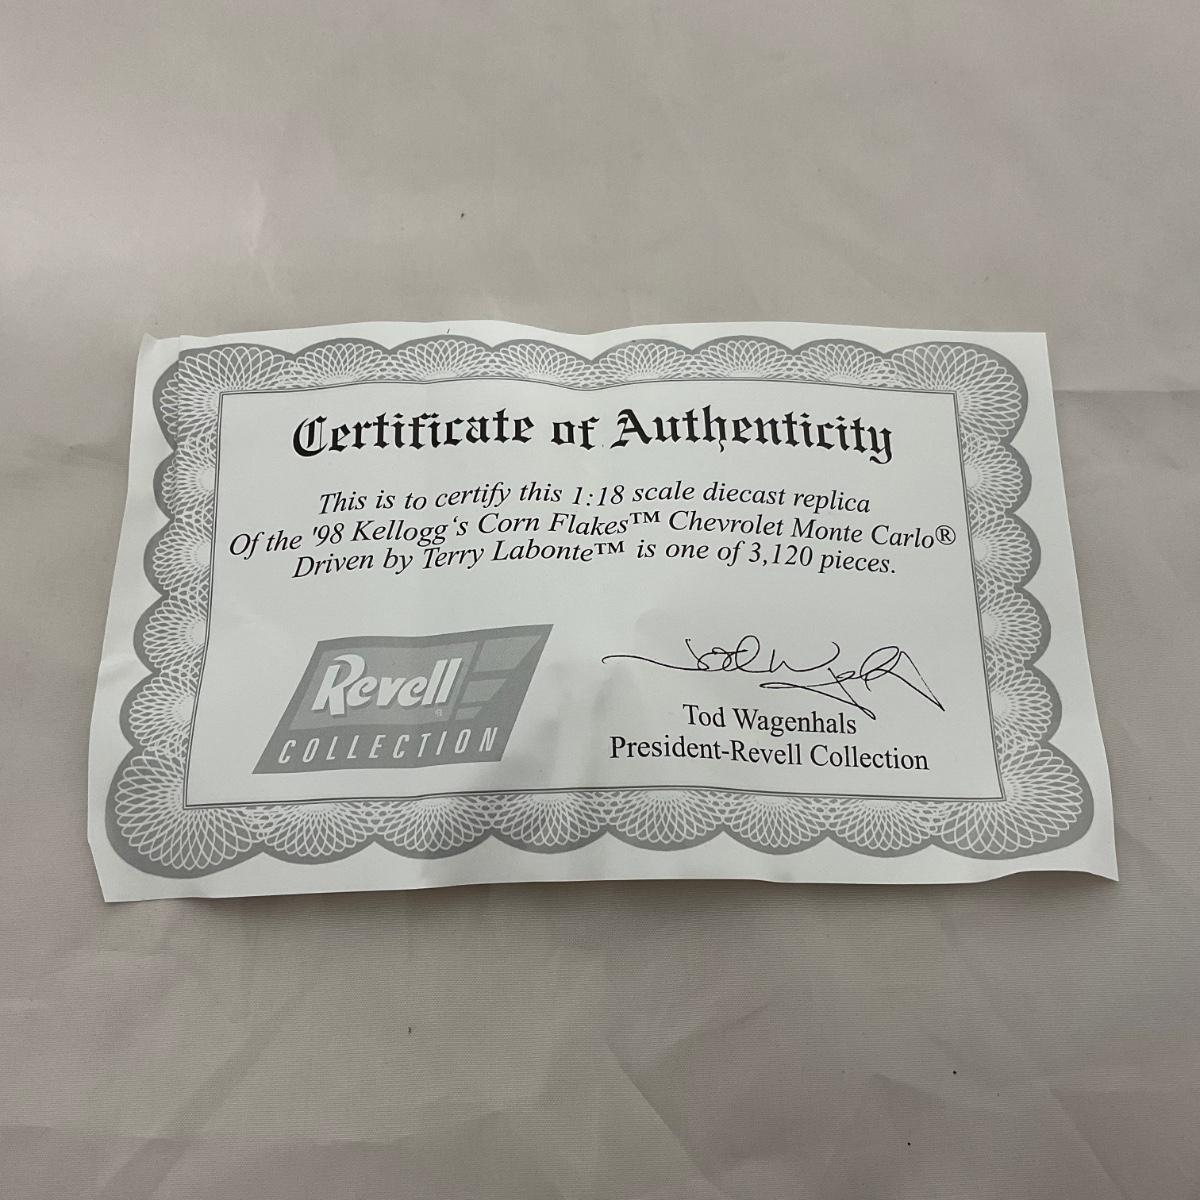 Certificate of Authenticity
This is to certify this 1:18 scale diecast replica
Of the '98 Kellogg‘s Corn Flakes™ Chevrolet Monte Carlo®
Driven by Terry Labonte™ is one of 3,120 pieces.
Revell®
COLLECTION
Tod Wagenhals
President-Revell Collection